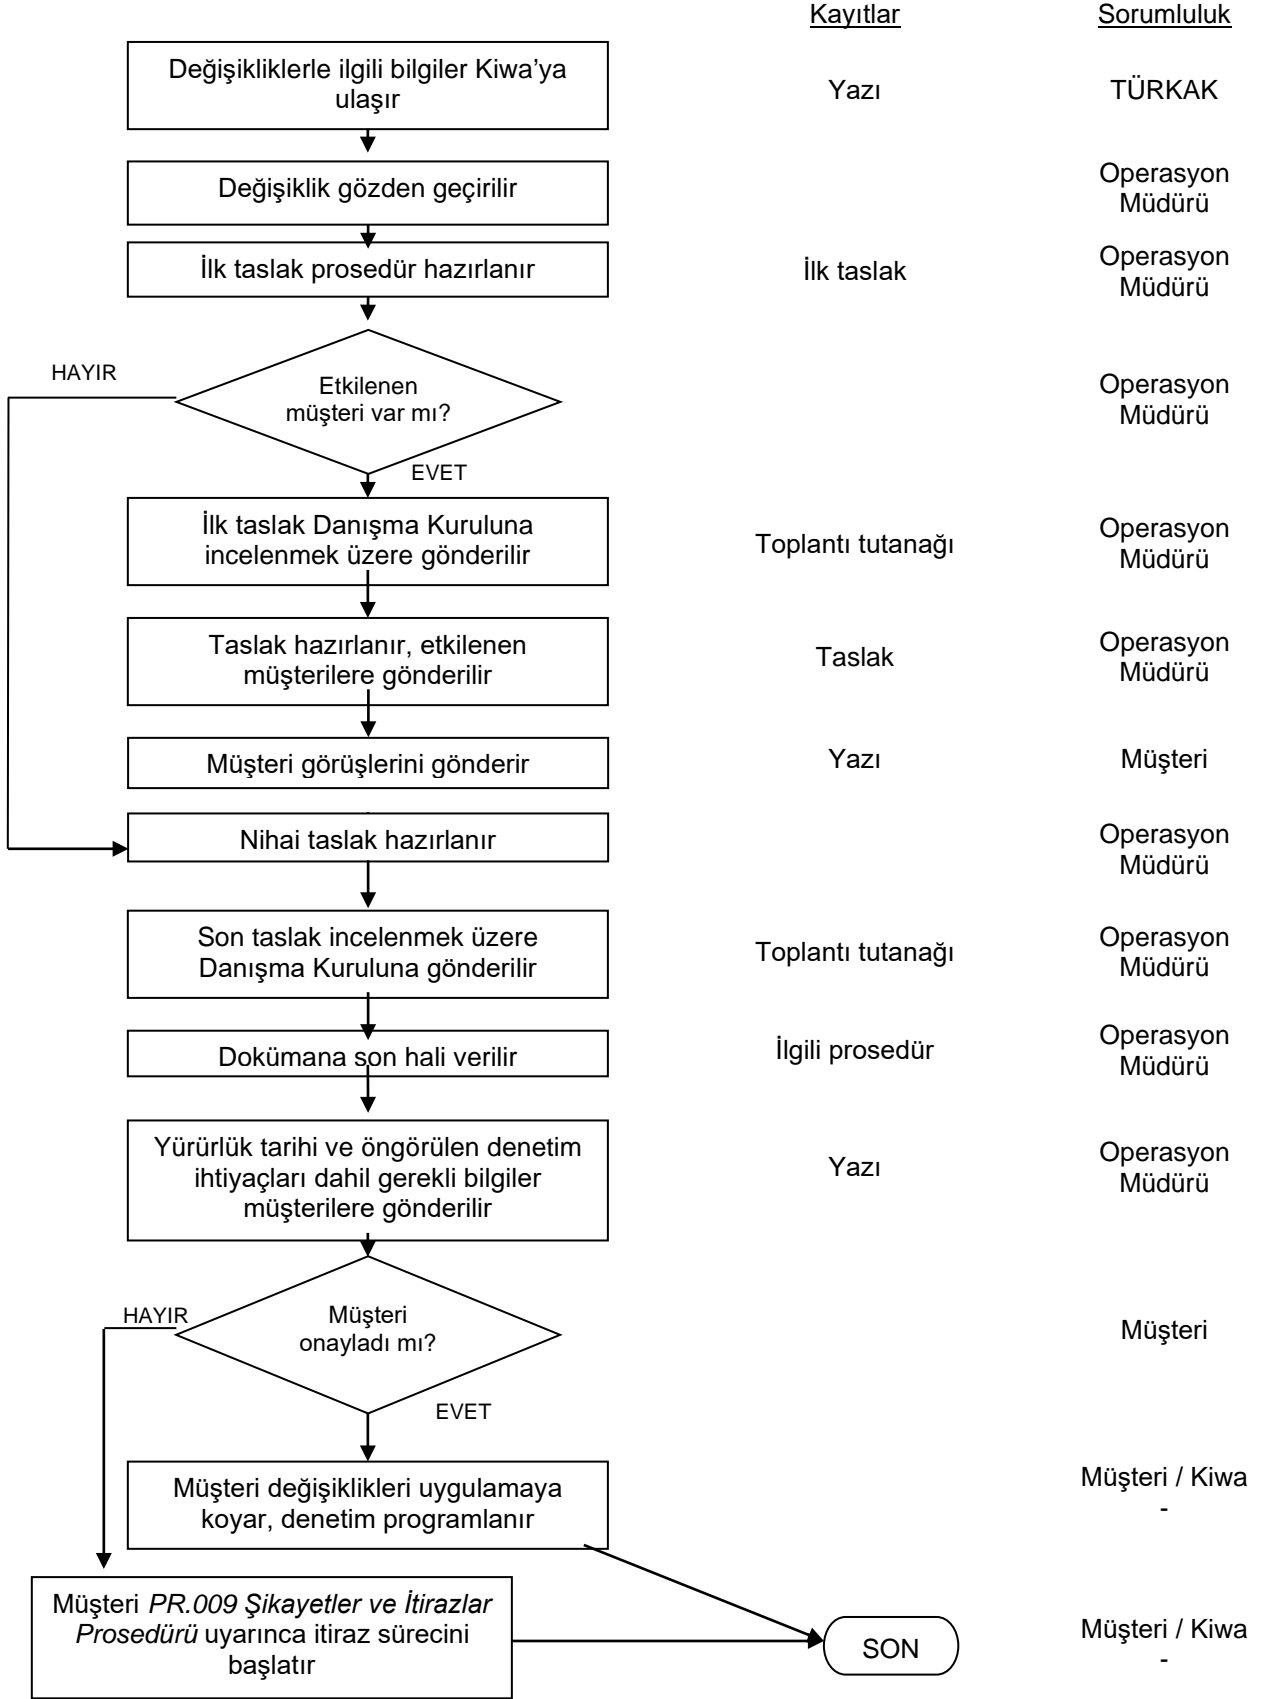 Kayıtlar
Sorumluluk
Değişikliklerle ilgili bilgiler Kiwa'ya
ulaşır
Yazı
TÜRKAK
Değişiklik gözden geçirilir
Operasyon
Müdürü
İlk taslak prosedür hazırlanır
İlk taslak
Operasyon
Müdürü
HAYIR
Etkilenen
müşteri var mı?
Operasyon
Müdürü
EVET
İlk taslak Danışma Kuruluna
incelenmek üzere gönderilir
Toplantı tutanağı
Operasyon
Müdürü
Taslak hazırlanır, etkilenen
müşterilere gönderilir
Taslak
Operasyon
Müdürü
Müşteri görüşlerini gönderir
Yazı
Müşteri
Nihai taslak hazırlanır
Operasyon
Müdürü
Son taslak incelenmek üzere
Danışma Kuruluna gönderilir
Toplantı tutanağı
Operasyon
Müdürü
Dokümana son hali verilir
İlgili prosedür
Operasyon
Müdürü
Yürürlük tarihi ve öngörülen denetim
ihtiyaçları dahil gerekli bilgiler
müşterilere gönderilir
Yazı
Operasyon
Müdürü
HAYIR
Müşteri
onayladı mı?
Müşteri
EVET
Müşteri değişiklikleri uygulamaya
koyar, denetim programlanır
Müşteri / Kiwa
-
Müşteri PR.009 Şikayetler ve İtirazlar
Prosedürü uyarınca itiraz sürecini
başlatır
SON
Müşteri / Kiwa
-